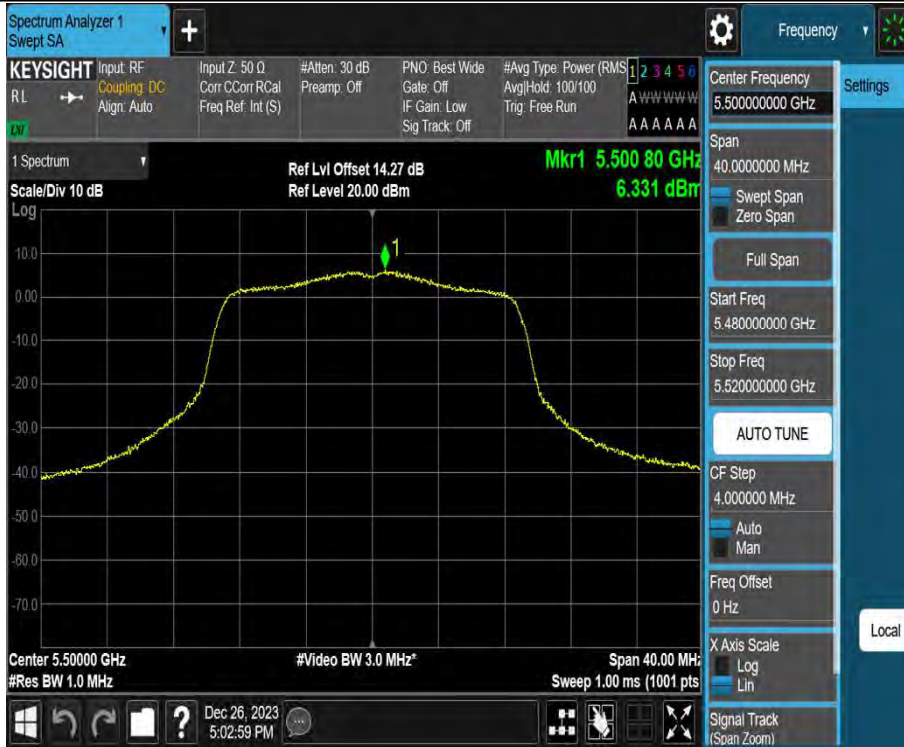 Spectrum Analyzer 1
Swept SA
+
Frequency
KEYSIGHT
RL
LXI
Input: RF
Coupling: DC
Align: Auto
Input Z: 50 Ω
Corr CCorr RCal
Freq Ref: Int (S)
#Atten: 30 dB
Preamp: Off
PNO: Best Wide
Gate: Off
IF Gain: Low
Sig Track: Off
#Avg Type: Power (RMS
Avg|Hold: 100/100
Trig: Free Run
1 2 3 4 5 6
A W W W W W
A A A A A A
1 Spectrum
Scale/Div 10 dB
Log
Ref Lvl Offset 14.27 dB
Ref Level 20.00 dBm
Mkr1 5.500 80 GHz
6.331 dBm
1
10.0
0.00
-10.0
-20.0
-30.0
-40.0
-50.0
-60.0
-70.0
Center 5.50000 GHz
#Res BW 1.0 MHz
#Video BW 3.0 MHz*
Span 40.00 MHz
Sweep 1.00 ms (1001 pts
Dec 26, 2023
5:02:59 PM
?
Center Frequency
5.500000000 GHz
Settings
Span
40.0000000 MHz
Swept Span
Zero Span
Full Span
Start Freq
5.480000000 GHz
Stop Freq
5.520000000 GHz
AUTO TUNE
CF Step
4.000000 MHz
Auto
Man
Freq Offset
0 Hz
Local
X Axis Scale
Log
Lin
Signal Track
(Span Zoom)